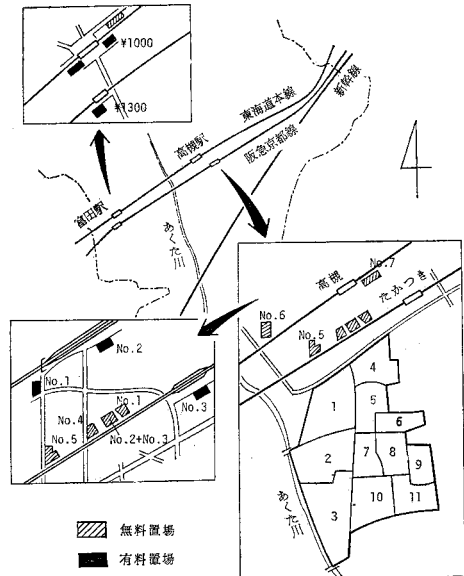 ¥1000
¥1300
東海道本線
新幹線
高槻駅
阪急京都線
富田駅
あくた川
4
No.7
高槻
たかつき
No.6
No.5
4
1
5
6
2
7
8
9
3
10
11
あくた川
No.2
No.1
No.1
No.4
No.3
No.5
No.2+No.3
無料置場
有料置場